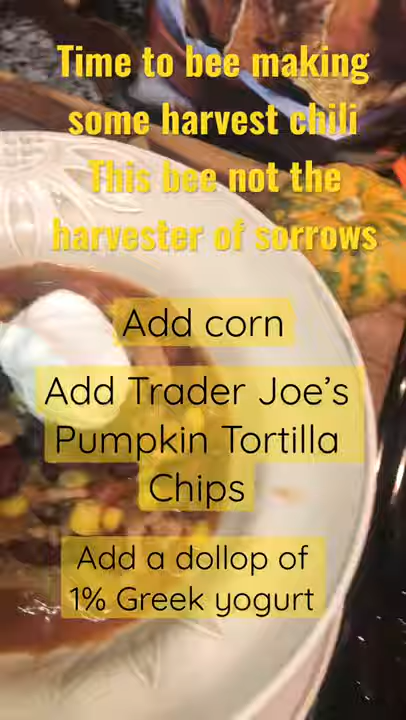 Time to bee making
some harvest chili
This bee not the
harvester of sorrows
Add corn
Add Trader Joe's
Pumpkin Tortilla
Chips
Add a dollop of
1% Greek yogurt